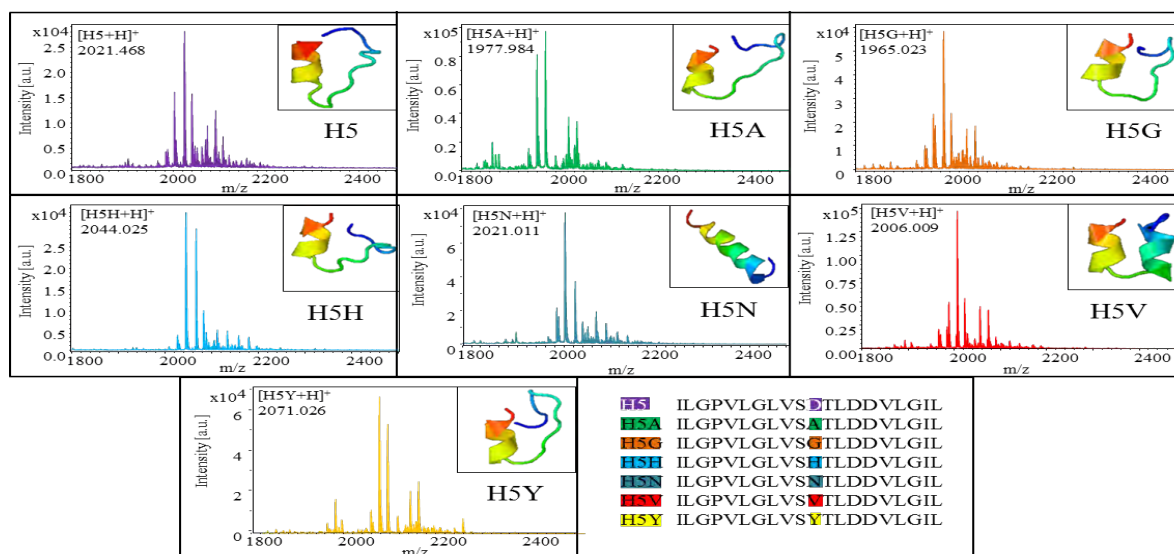 x10⁴ [H5+H]⁺
2021.468
Intensity [a.u.]
2.5
2.0
1.5
1.0
0.5
0.0
1800 2000 2200 2400
m/z
H5
x10⁵ [H5A+H]⁺
1977.984
Intensity [a.u.]
0.8
0.6
0.4
0.2
0.0
1800 2000 2200 2400
m/z
H5A
x10⁴ [H5G+H]⁺
1965.023
Intensity [a.u.]
5
4
3
2
1
0
1800 2000 2200 2400
m/z
H5G
x10⁴ [H5H+H]⁺
2044.025
Intensity [a.u.]
2.5
2.0
1.5
1.0
0.5
0.0
1800 2000 2200 2400
m/z
H5H
x10⁴ [H5N+H]⁺
2021.011
Intensity [a.u.]
6
4
2
0
1800 2000 2200 2400
m/z
H5N
x10⁵ [H5V+H]⁺
2006.009
Intensity [a.u.]
1.25
1.00
0.75
0.50
0.25
0.00
1800 2000 2200 2400
m/z
H5V
x10⁴ [H5Y+H]⁺
2071.026
Intensity [a.u.]
6
4
2
0
1800 2000 2200 2400
m/z
H5Y
H5 ILGPVLGLVSDTLDDVLGIL
H5A ILGPVLGLVSATLDDVLGIL
H5G ILGPVLGLVSGTLDDVLGIL
H5H ILGPVLGLVSHTLDDVLGIL
H5N ILGPVLGLVSNTLDDVLGIL
H5V ILGPVLGLVSVTLDDVLGIL
H5Y ILGPVLGLVSYTLDDVLGIL